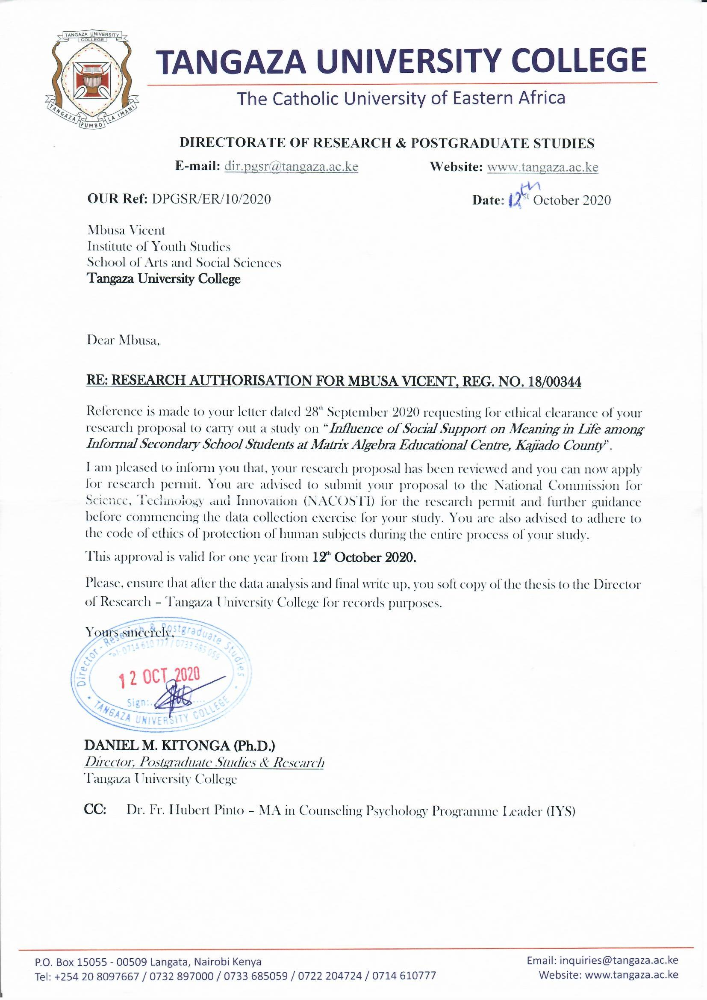 TANGAZA UNIVERSITY
COLLEGE
TANGAZA FUMBO LA IMANI
TANGAZA UNIVERSITY COLLEGE
The Catholic University of Eastern Africa
DIRECTORATE OF RESEARCH & POSTGRADUATE STUDIES
E-mail: dir.pgsr@tangaza.ac.ke Website: www.tangaza.ac.ke
OUR Ref: DPGSR/ER/10/2020 Date: 12th st October 2020
Mbusa Vicent
Institute of Youth Studies
School of Arts and Social Sciences
Tangaza University College
Dear Mbusa,
RE: RESEARCH AUTHORISATION FOR MBUSA VICENT, REG. NO. 18/00344
Reference is made to your letter dated 28th September 2020 requesting for ethical clearance of your
research proposal to carry out a study on “Influence of Social Support on Meaning in Life among
Informal Secondary School Students at Matrix Algebra Educational Centre, Kajiado County”.
I am pleased to inform you that, your research proposal has been reviewed and you can now apply
for research permit. You are advised to submit your proposal to the National Commission for
Science, Technology and Innovation (NACOSTI) for the research permit and further guidance
before commencing the data collection exercise for your study. You are also advised to adhere to
the code of ethics of protection of human subjects during the entire process of your study.
This approval is valid for one year from 12th October 2020.
Please, ensure that after the data analysis and final write up, you soft copy of the thesis to the Director
of Research – Tangaza University College for records purposes.
Yours sincerely,
Director - Research & Postgraduate Studies
Tel: 0714 610 777 / 0733 685 059
12 OCT 2020
Sign:
TANGAZA UNIVERSITY COLLEGE
DANIEL M. KITONGA (Ph.D.)
Director, Postgraduate Studies & Research
Tangaza University College
CC: Dr. Fr. Hubert Pinto – MA in Counseling Psychology Programme Leader (IYS)
P.O. Box 15055 - 00509 Langata, Nairobi Kenya Email: inquiries@tangaza.ac.ke
Tel: +254 20 8097667 / 0732 897000 / 0733 685059 / 0722 204724 / 0714 610777 Website: www.tangaza.ac.ke